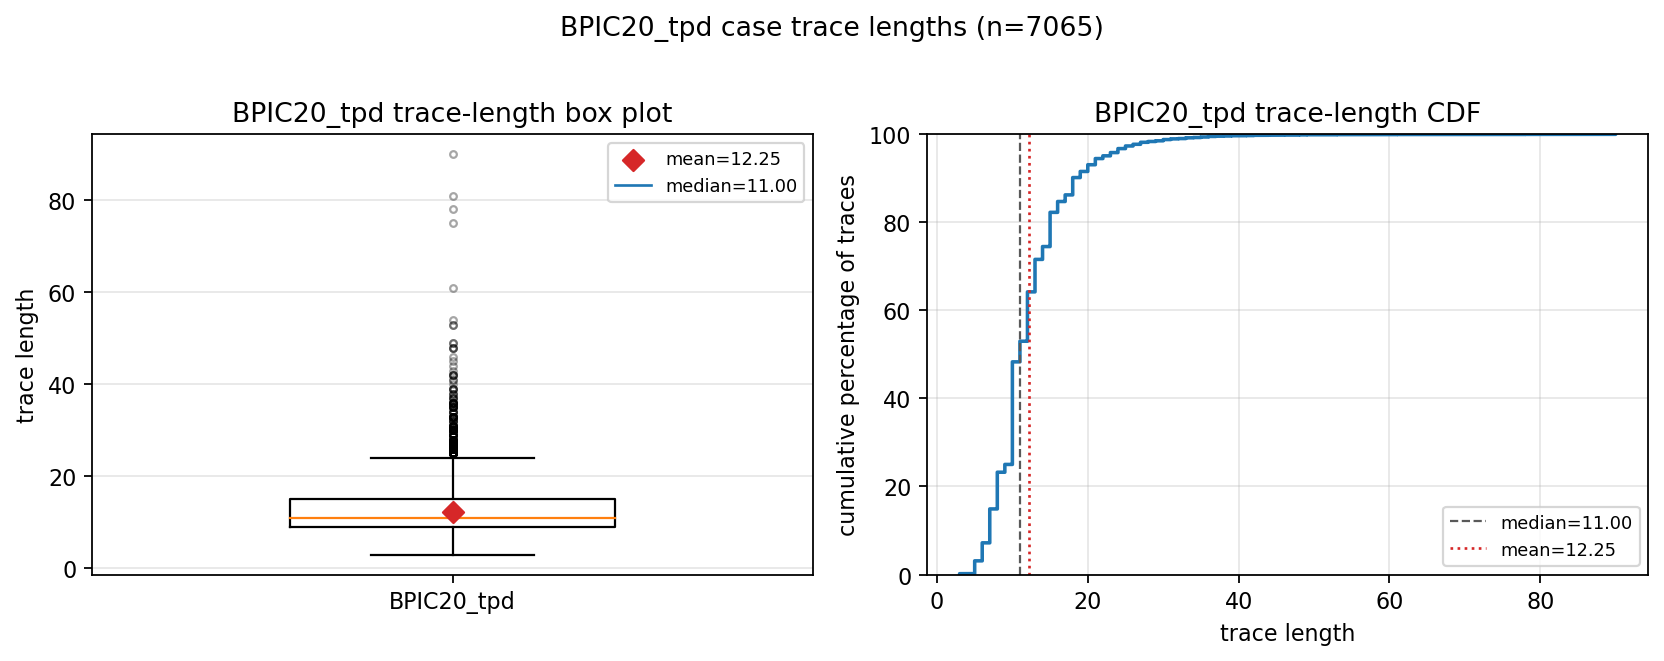 BPIC20_tpd case trace lengths (n=7065)
BPIC20_tpd trace-length box plot
trace length
80
60
40
20
0
BPIC20_tpd
mean=12.25
median=11.00
BPIC20_tpd trace-length CDF
cumulative percentage of traces
100
80
60
40
20
0
0 20 40 60 80
trace length
median=11.00
mean=12.25